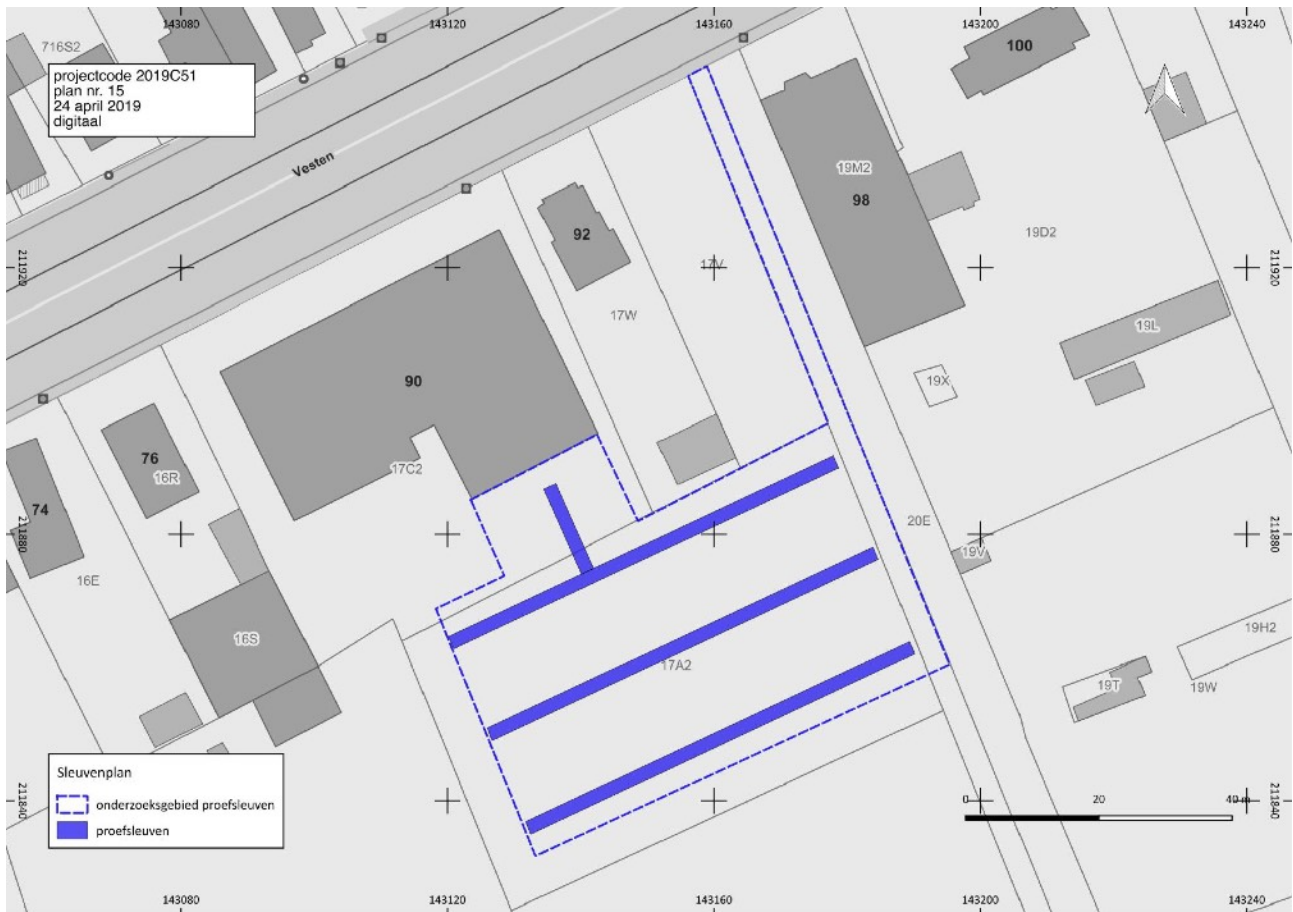 143080
143120
143160
143200
143240
716S2
100
projectcode 2019C51
plan nr. 15
24 april 2019
digitaal
Vesten
19M2
98
92
19D2
211920
17V
211920
17W
19L
90
19X
76
16R
17C2
74
211880
20E
211880
19V
16E
16S
17A2
19H2
19T
19W
Sleuvenplan
onderzoeksgebied proefsleuven
proefsleuven
211840
0
20
40 m
211840
143080
143120
143160
143200
143240